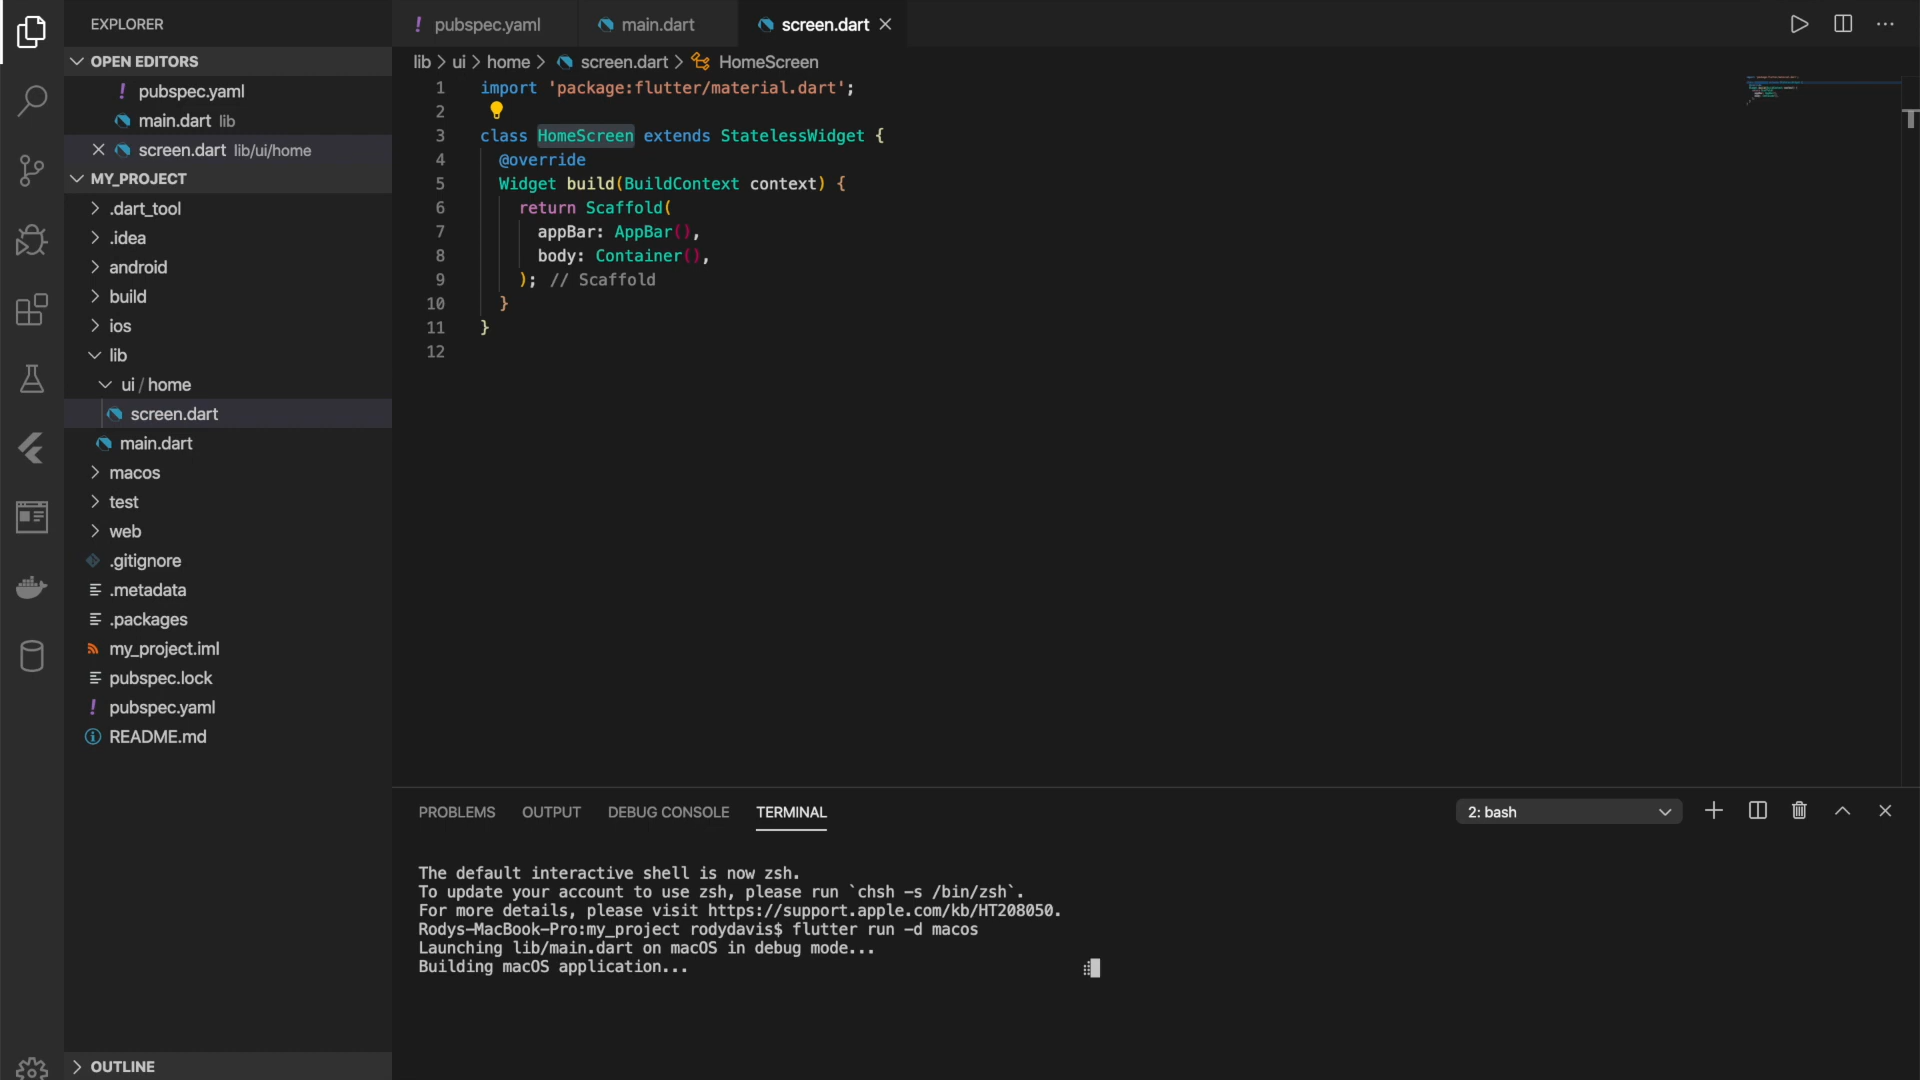 EXPLORER
OPEN EDITORS
! pubspec.yaml
main.dart lib
screen.dart lib/ui/home
MY_PROJECT
.dart_tool
.idea
android
build
ios
lib
ui / home
screen.dart
main.dart
macos
test
web
.gitignore
.metadata
.packages
my_project.iml
pubspec.lock
! pubspec.yaml
README.md
OUTLINE
! pubspec.yaml main.dart screen.dart
lib > ui > home > screen.dart > HomeScreen
1 import 'package:flutter/material.dart';
2
3 class HomeScreen extends StatelessWidget {
4 @override
5 Widget build(BuildContext context) {
6 return Scaffold(
7 appBar: AppBar(),
8 body: Container(),
9 ); // Scaffold
10 }
11 }
12
PROBLEMS OUTPUT DEBUG CONSOLE TERMINAL 2: bash
The default interactive shell is now zsh.
To update your account to use zsh, please run `chsh -s /bin/zsh`.
For more details, please visit https://support.apple.com/kb/HT208050.
Rodys-MacBook-Pro:my_project rodydavis$ flutter run -d macos
Launching lib/main.dart on macOS in debug mode...
Building macOS application...